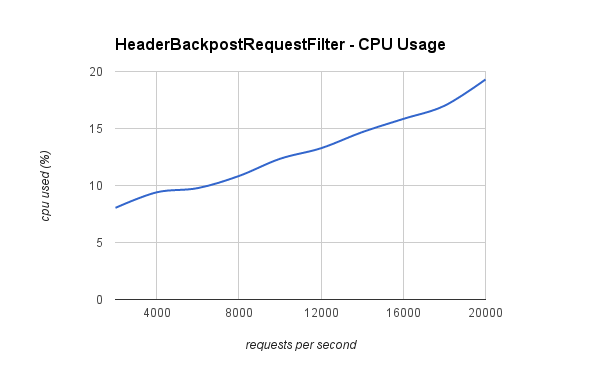 HeaderBackpostRequestFilter - CPU Usage
20
15
10
5
0
cpu used (%)
4000 8000 12000 16000 20000
requests per second